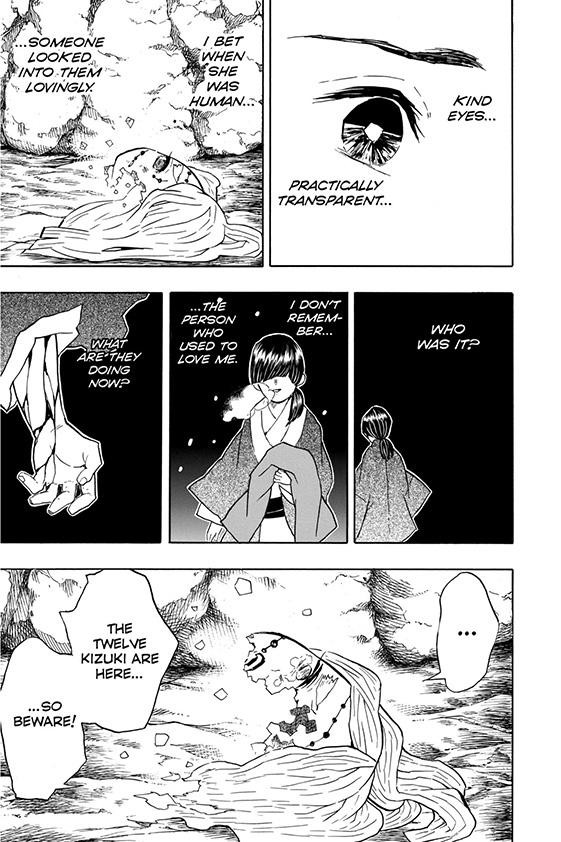 KIND
EYES...
PRACTICALLY
TRANSPARENT...
I BET
WHEN
SHE
WAS
HUMAN...
...SOMEONE
LOOKED
INTO THEM
LOVINGLY.
WHO
WAS IT?
I DON'T
REMEM-
BER...
...THE
PERSON
WHO
USED TO
LOVE ME.
WHAT
ARE THEY
DOING
NOW?
...
THE
TWELVE
KIZUKI ARE
HERE...
...SO
BEWARE!